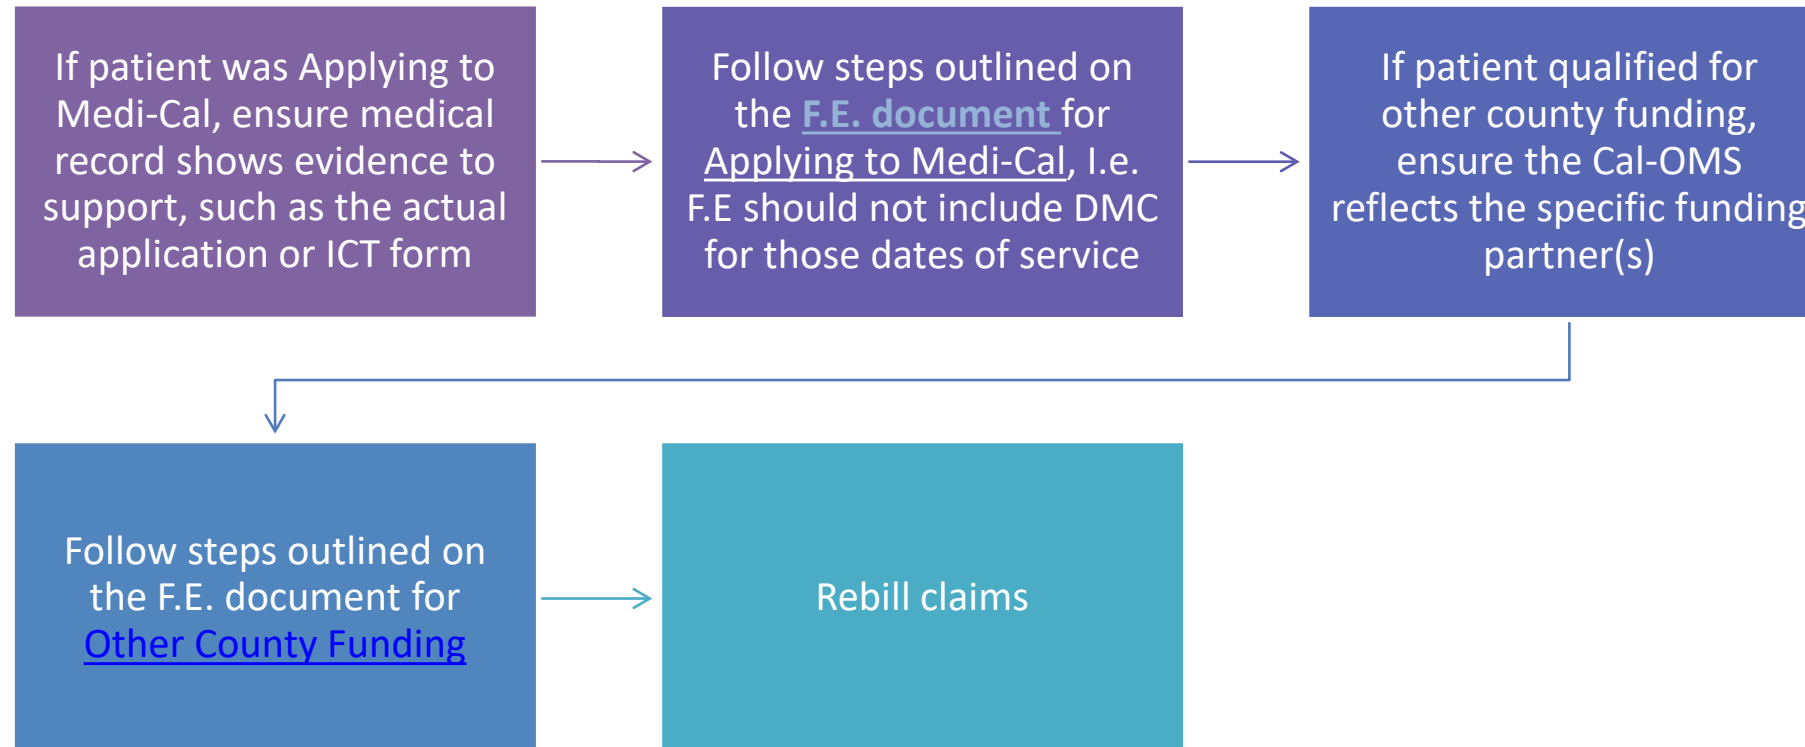 If patient was Applying to
Medi-Cal, ensure medical
record shows evidence to
support, such as the actual
application or ICT form
Follow steps outlined on
the F.E. document for
Applying to Medi-Cal, I.e.
F.E should not include DMC
for those dates of service
If patient qualified for
other county funding,
ensure the Cal-OMS
reflects the specific funding
partner(s)
Follow steps outlined on
the F.E. document for
Other County Funding
Rebill claims